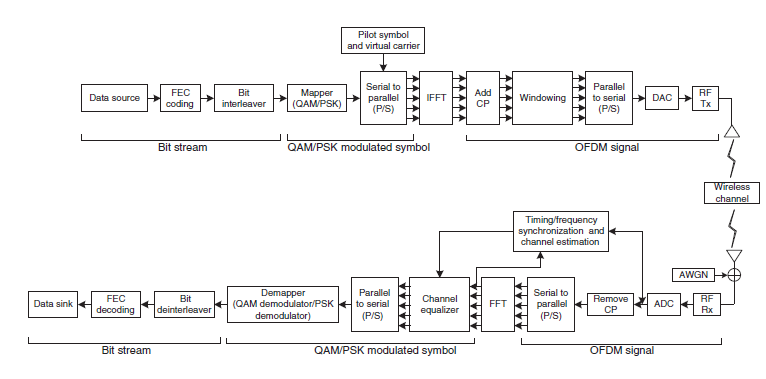 Pilot symbol
and virtual carrier
Data source
FEC
coding
Bit
interleaver
Mapper
(QAM/PSK)
Serial to
parallel
(P/S)
IFFT
Add
CP
Windowing
Parallel
to serial
(P/S)
DAC
RF
Tx
Bit stream
QAM/PSK modulated symbol
OFDM signal
Wireless
channel
Timing/frequency
synchronization and
channel estimation
AWGN
Data sink
FEC
decoding
Bit
deinterleaver
Demapper
(QAM demodulator/PSK
demodulator)
Parallel
to serial
(P/S)
Channel
equalizer
FFT
Serial to
parallel
(P/S)
Remove
CP
ADC
RF
Rx
Bit stream
QAM/PSK modulated symbol
OFDM signal